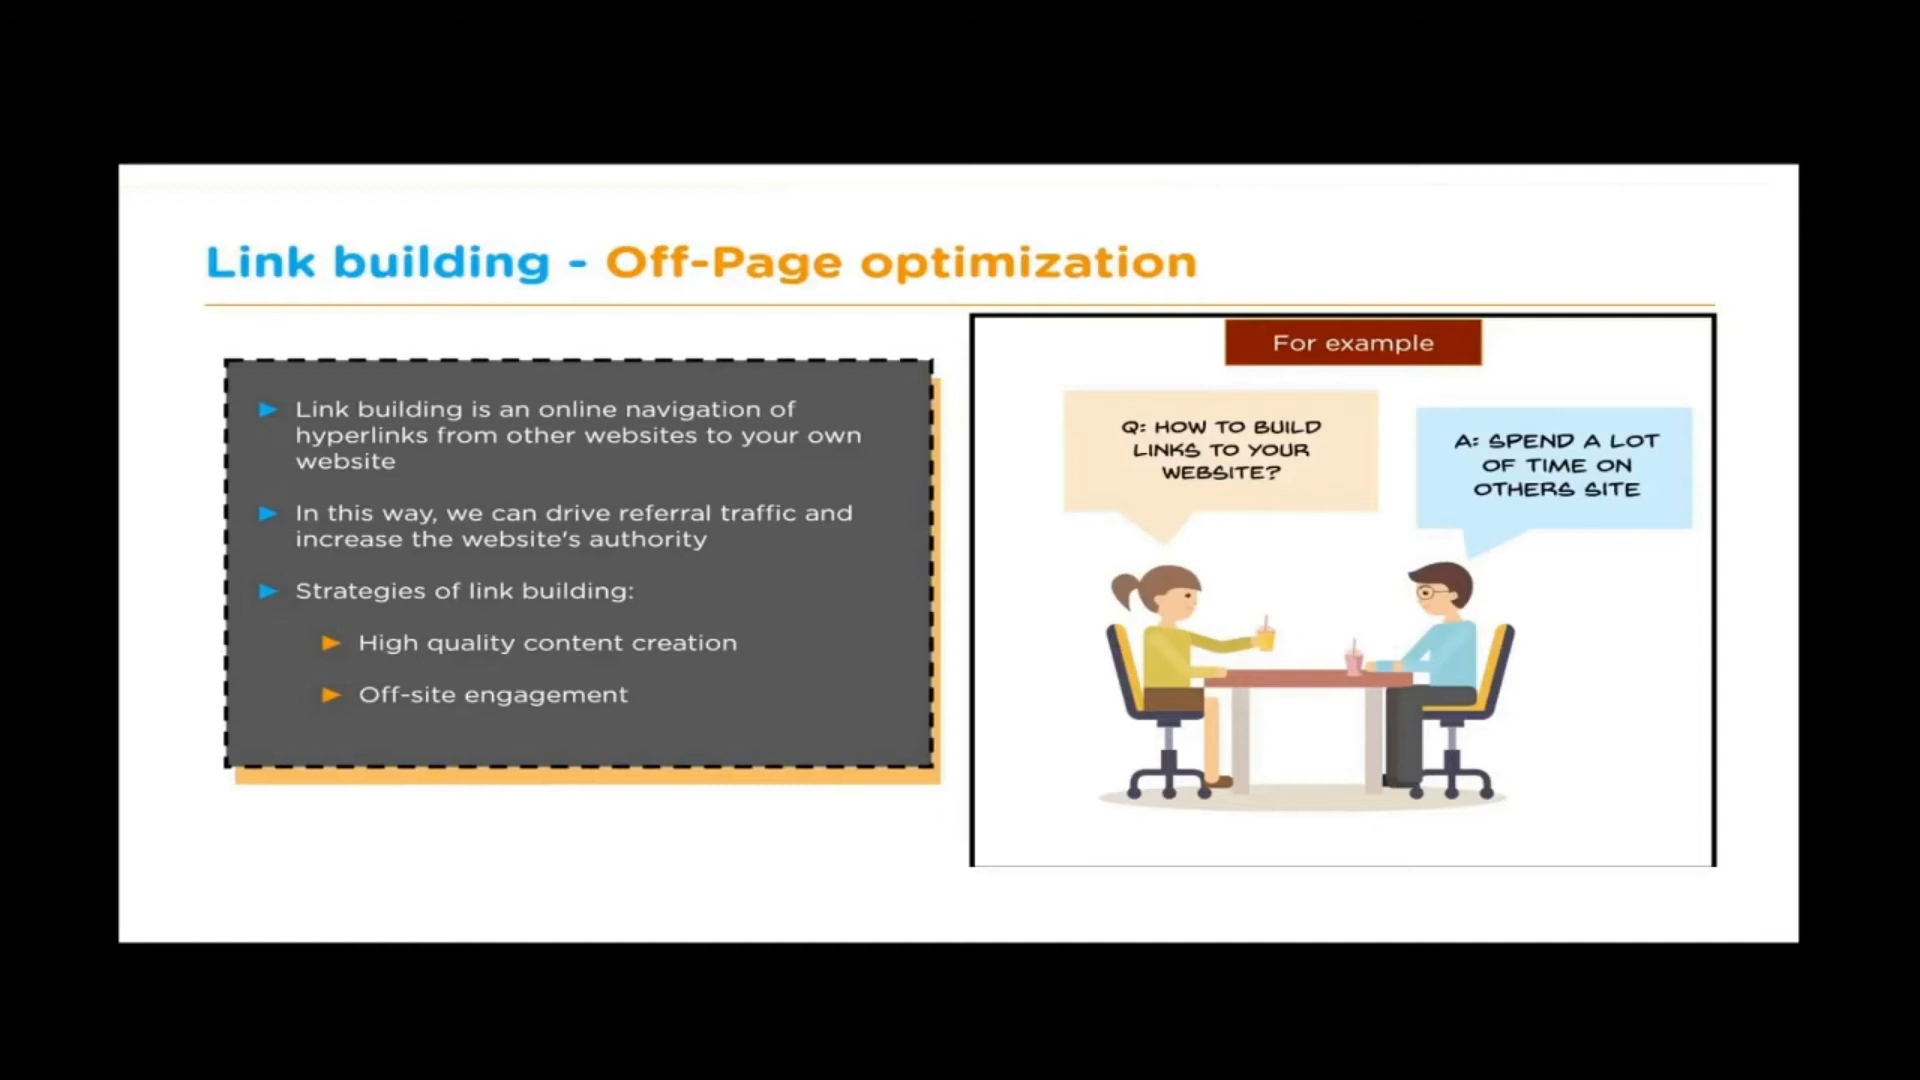 Link building - Off-Page optimization
Link building is an online navigation of
hyperlinks from other websites to your own
website
In this way, we can drive referral traffic and
increase the website's authority
Strategies of link building:
High quality content creation
Off-site engagement
For example
Q: HOW TO BUILD
LINKS TO YOUR
WEBSITE?
A: SPEND A LOT
OF TIME ON
OTHERS SITE